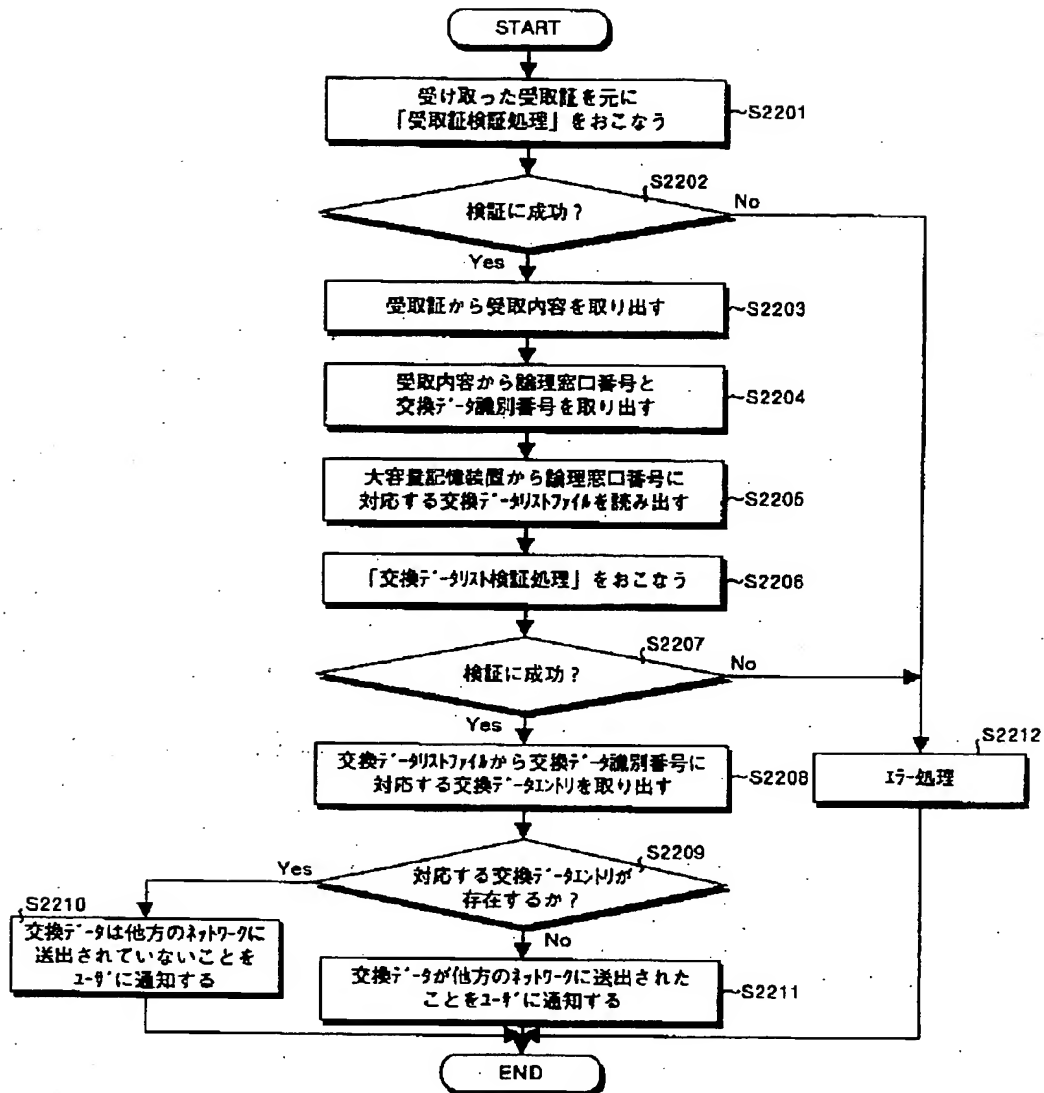 START
受け取った受取証を元に
「受取証検証処理」をおこなう
~S2201
S2202
検証に成功?
No
Yes
受取証から受取内容を取り出す
~S2203
受取内容から論理窓口番号と
交換データ識別番号を取り出す
~S2204
大容量記憶装置から論理窓口番号に
対応する交換データリストファイルを読み出す
~S2205
「交換データリスト検証処理」をおこなう
~S2206
S2207
検証に成功?
No
Yes
S2212
エラー処理
交換データリストファイルから交換データ識別番号に
対応する交換データエントリを取り出す
~S2208
S2209
対応する交換データエントリが
存在するか?
Yes
No
S2210
交換データは他方のネットワークに
送出されていないことを
ユーザに通知する
交換データが他方のネットワークに送出された
ことをユーザに通知する
~S2211
END